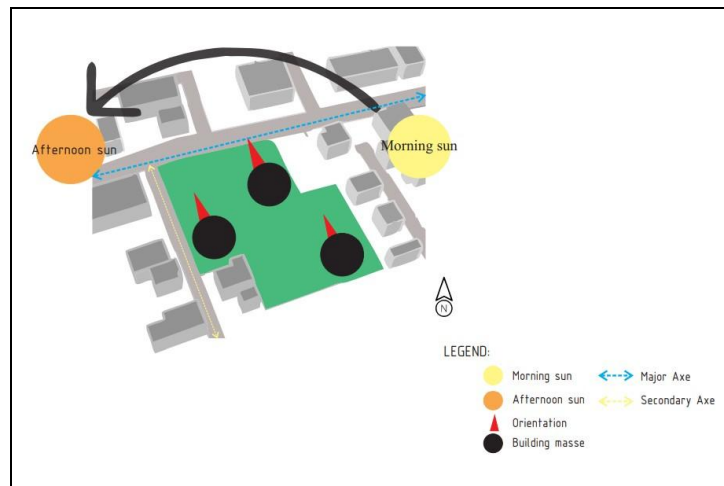 Afternoon sun
Morning sun
N
LEGEND:
Morning sun
Major Axe
Afternoon sun
Secondary Axe
Orientation
Building masse